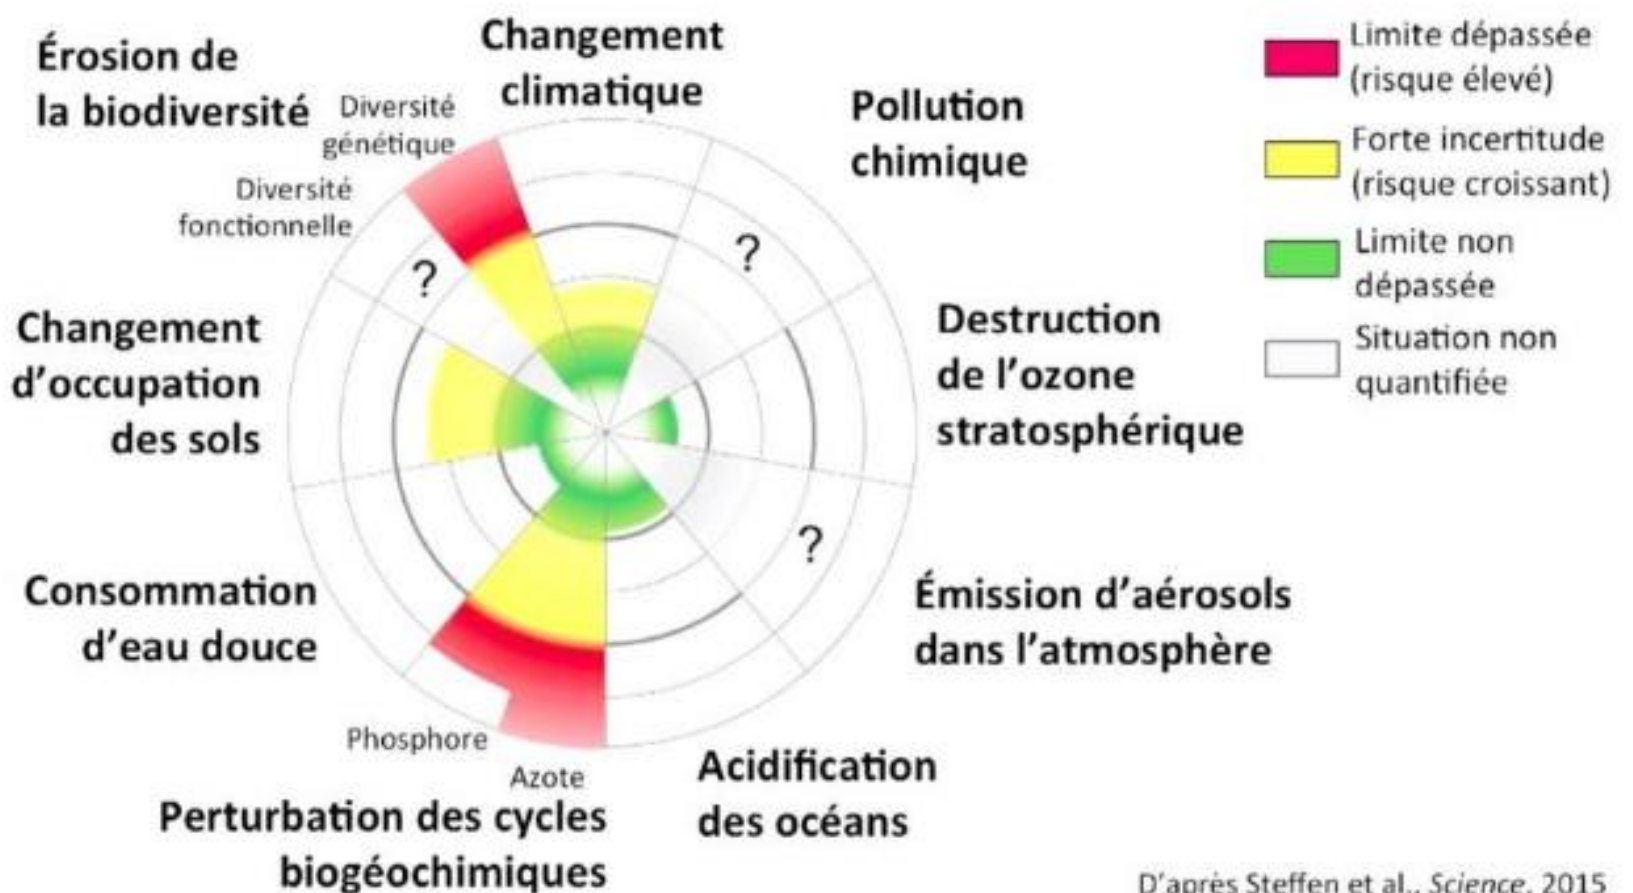 Érosion de
la biodiversité
Diversité
génétique
Diversité
fonctionnelle
Changement
climatique
Pollution
chimique
?
?
Changement
d’occupation
des sols
Destruction
de l’ozone
stratosphérique
?
Consommation
d’eau douce
Émission d’aérosols
dans l’atmosphère
Phosphore
Azote
Perturbation des cycles
biogéochimiques
Acidification
des océans
Limite dépassée
(risque élevé)
Forte incertitude
(risque croissant)
Limite non
dépassée
Situation non
quantifiée
D’après Steffen et al., Science, 2015